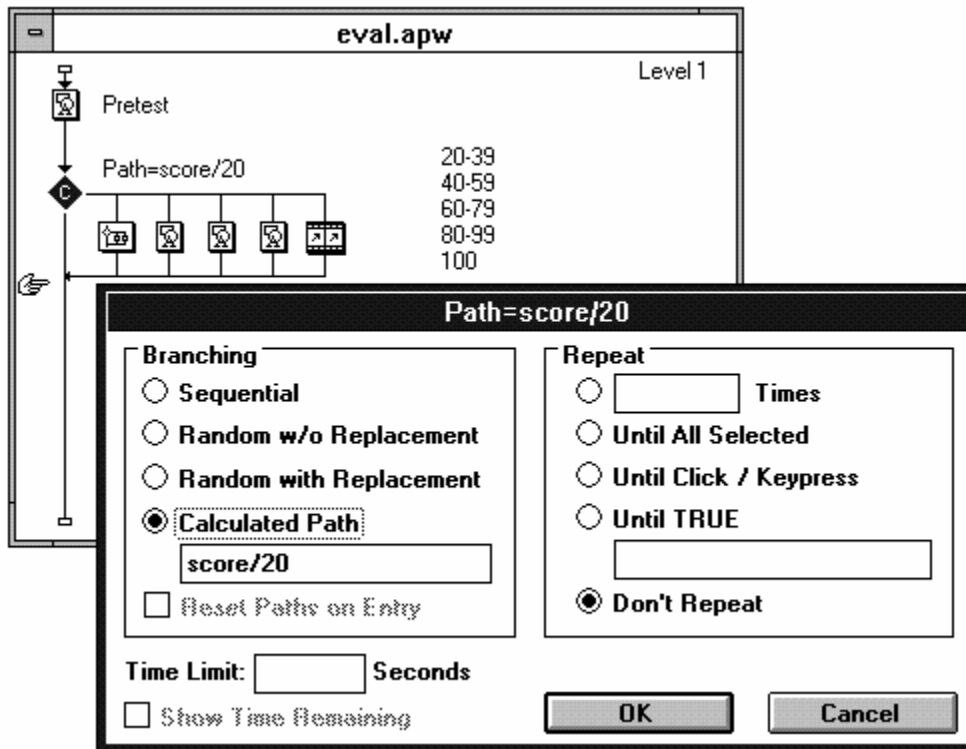 eval.apw
Level 1
Pretest
Path=score/20
C
20-39
40-59
60-79
80-99
100
Path=score/20
Branching
Sequential
Random w/o Replacement
Random with Replacement
Calculated Path
score/20
Reset Paths on Entry
Time Limit: Seconds
Show Time Remaining
Repeat
Times
Until All Selected
Until Click / Keypress
Until TRUE
Don't Repeat
OK
Cancel